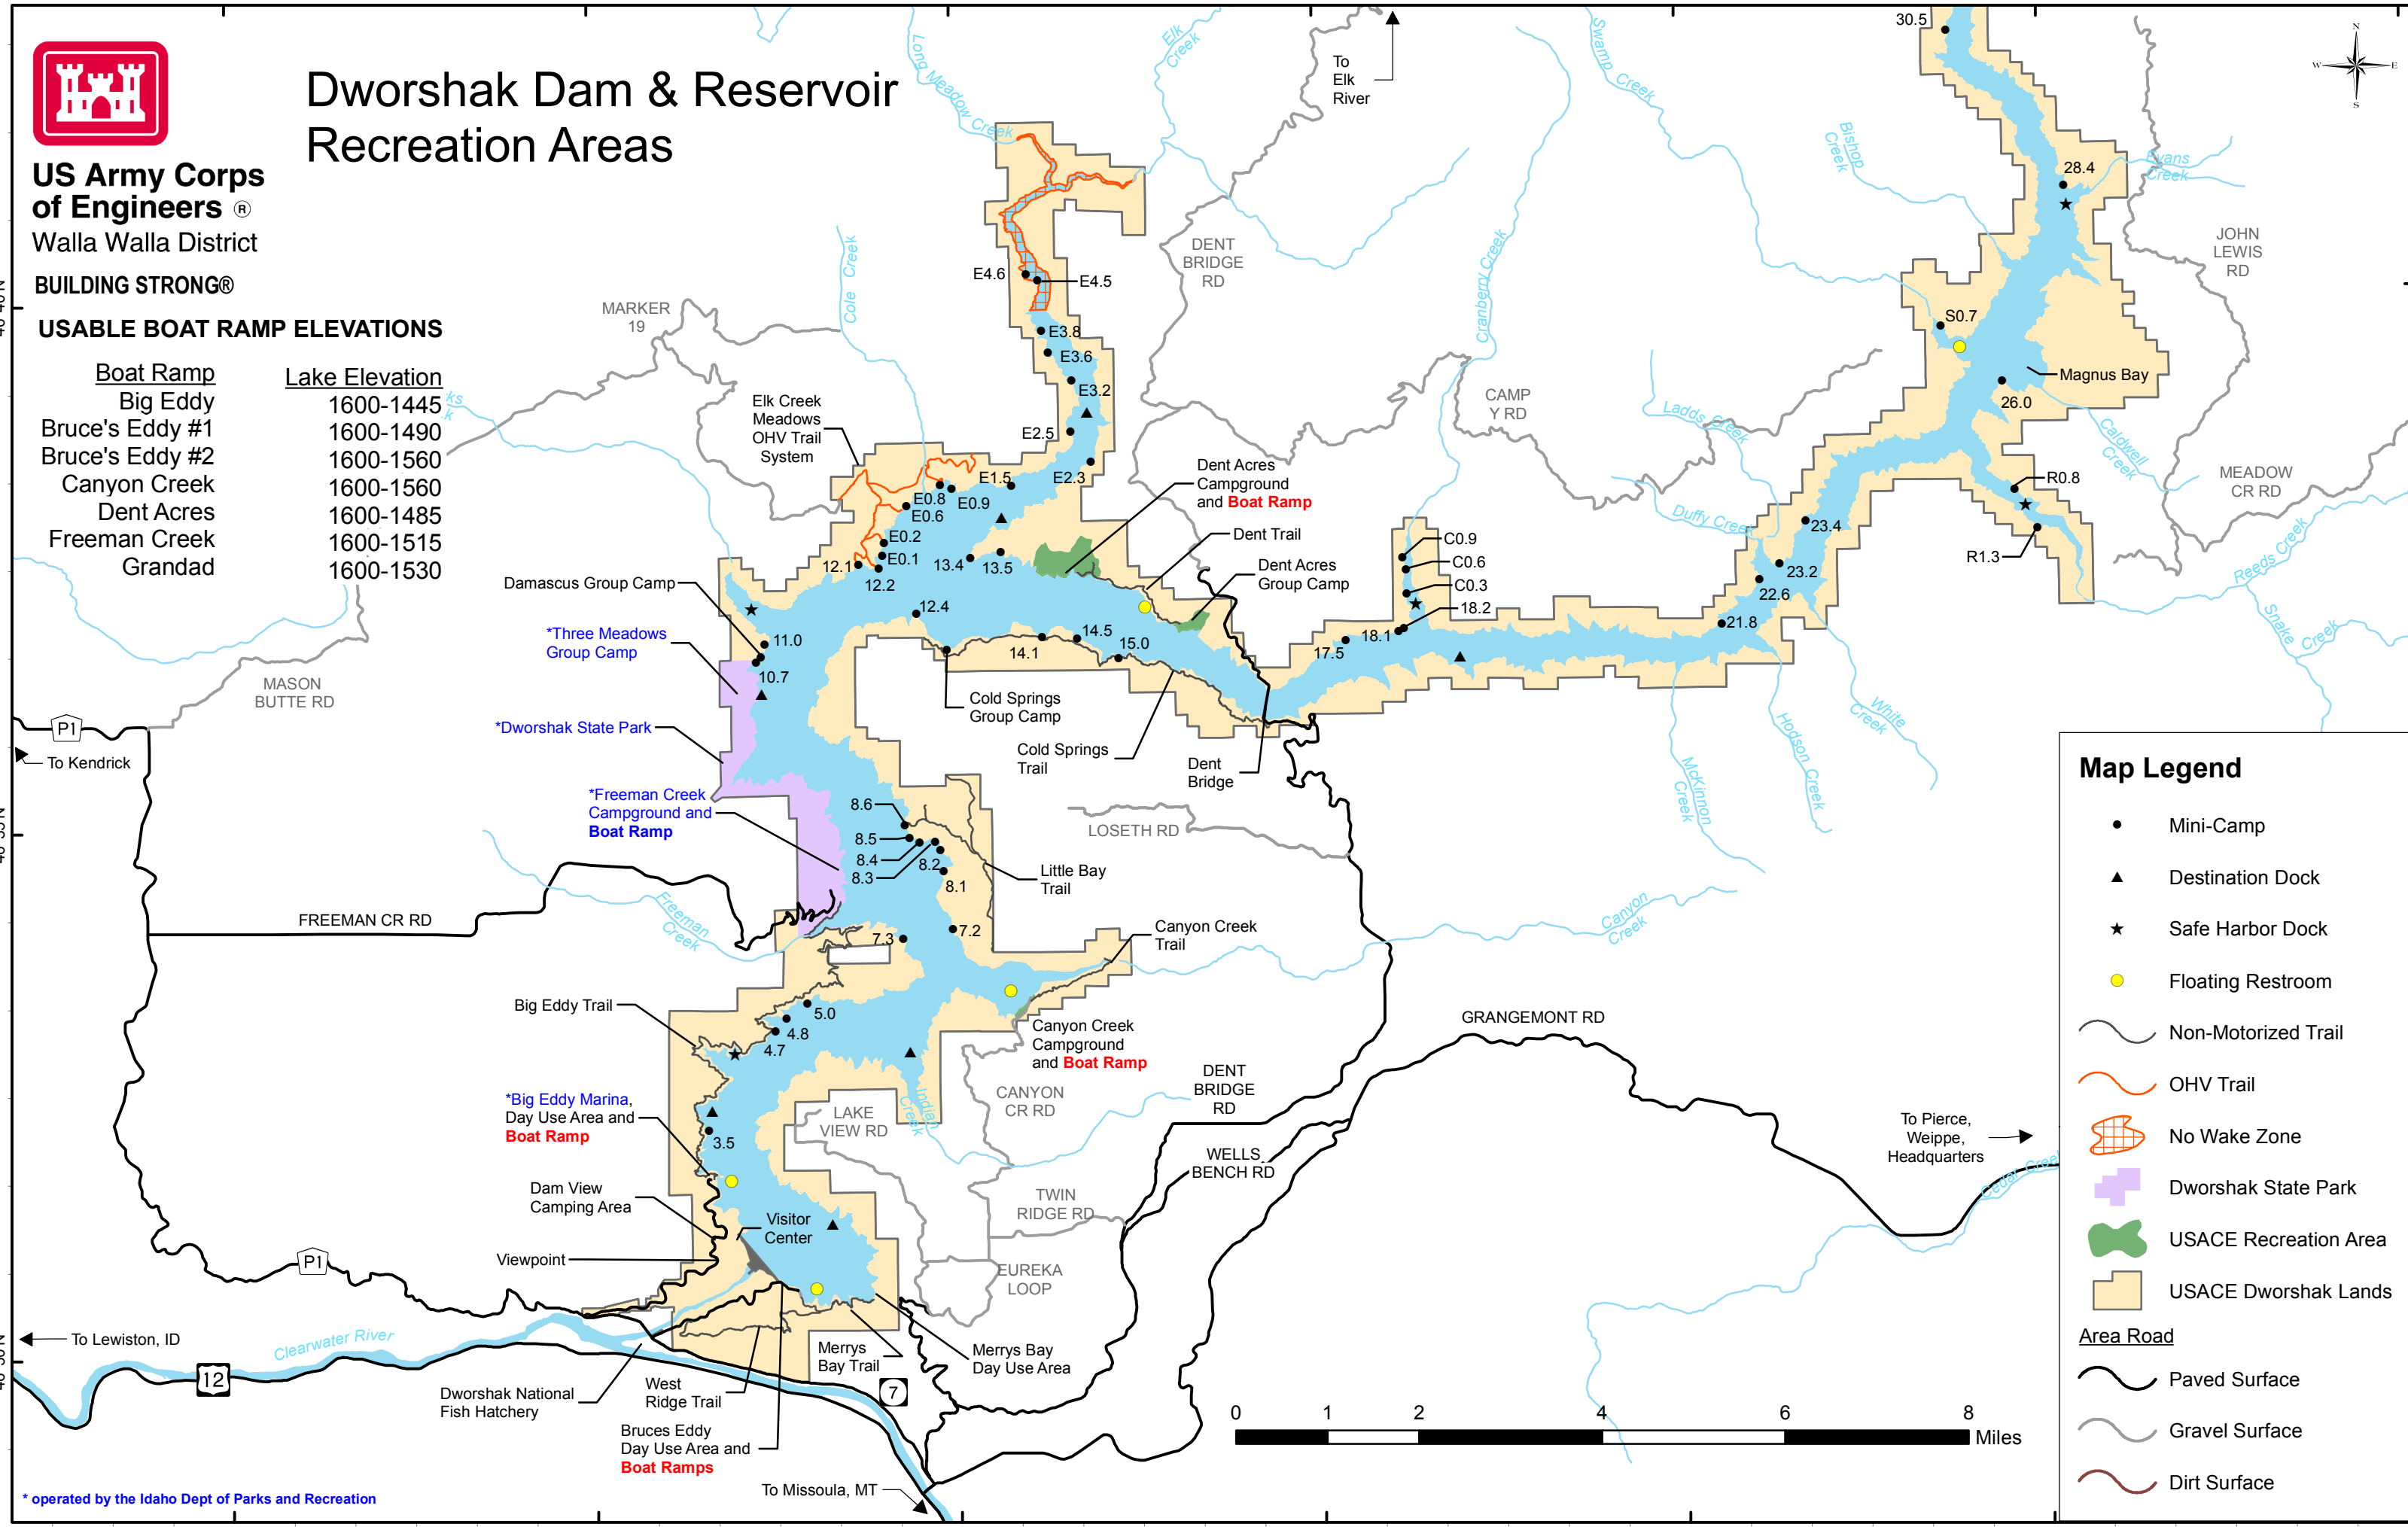 Dworshak Dam & Reservoir
Recreation Areas
US Army Corps
of Engineers ®
Walla Walla District
BUILDING STRONG®
USABLE BOAT RAMP ELEVATIONS
Boat Ramp Lake Elevation
Big Eddy 1600-1445
Bruce's Eddy #1 1600-1490
Bruce's Eddy #2 1600-1560
Canyon Creek 1600-1560
Dent Acres 1600-1485
Freeman Creek 1600-1515
Grandad 1600-1530
Long Meadow Creek
Elk
Creek
To
Elk
River
Swamp Creek
Bishop
Creek
30.5
N
W E
S
28.4
Evans
Creek
JOHN
LEWIS
RD
DENT
BRIDGE
RD
Cranberry Creek
Cole Creek
MARKER
19
E4.6
E4.5
E3.8
E3.6
E3.2
E2.5
E2.3
E1.5
E0.9
E0.8
E0.6
E0.2
E0.1
Elk Creek
Meadows
OHV Trail
System
S0.7
Magnus Bay
26.0
CAMP
Y RD
Ladds Creek
Caldwell
Creek
MEADOW
CR RD
Duffy Creek
R0.8
R1.3
Reeds Creek
Snake Creek
23.4
23.2
22.6
21.8
Dent Acres
Campground
and Boat Ramp
Dent Trail
Dent Acres
Group Camp
C0.9
C0.6
C0.3
18.2
18.1
17.5
12.1
12.2
13.4
13.5
12.4
14.1
14.5
15.0
Damascus Group Camp
*Three Meadows
Group Camp
11.0
10.7
MASON
BUTTE RD
P1
To Kendrick
*Dworshak State Park
Cold Springs
Group Camp
Cold Springs
Trail
Dent
Bridge
McKinnon
Creek
Hodson Creek
White
Creek
*Freeman Creek
Campground and
Boat Ramp
8.6
8.5
8.4
8.3
8.2
8.1
LOSETH RD
Little Bay
Trail
FREEMAN CR RD
Freeman
Creek
7.3
7.2
Canyon Creek
Trail
Canyon
Creek
Big Eddy Trail
5.0
4.8
4.7
Canyon Creek
Campground
and Boat Ramp
GRANGEMONT RD
*Big Eddy Marina,
Day Use Area and
Boat Ramp
3.5
LAKE
VIEW RD
Indian
Creek
CANYON
CR RD
DENT
BRIDGE
RD
WELLS
BENCH RD
To Pierce,
Weippe,
Headquarters
Cedar Creek
Dam View
Camping Area
Visitor
Center
TWIN
RIDGE RD
Viewpoint
P1
EUREKA
LOOP
To Lewiston, ID
Clearwater River
12
Dworshak National
Fish Hatchery
West
Ridge Trail
Merrys
Bay Trail
Merrys Bay
Day Use Area
7
Bruces Eddy
Day Use Area and
Boat Ramps
To Missoula, MT
0 1 2 4 6 8
Miles
* operated by the Idaho Dept of Parks and Recreation
Map Legend
Mini-Camp
Destination Dock
Safe Harbor Dock
Floating Restroom
Non-Motorized Trail
OHV Trail
No Wake Zone
Dworshak State Park
USACE Recreation Area
USACE Dworshak Lands
Area Road
Paved Surface
Gravel Surface
Dirt Surface